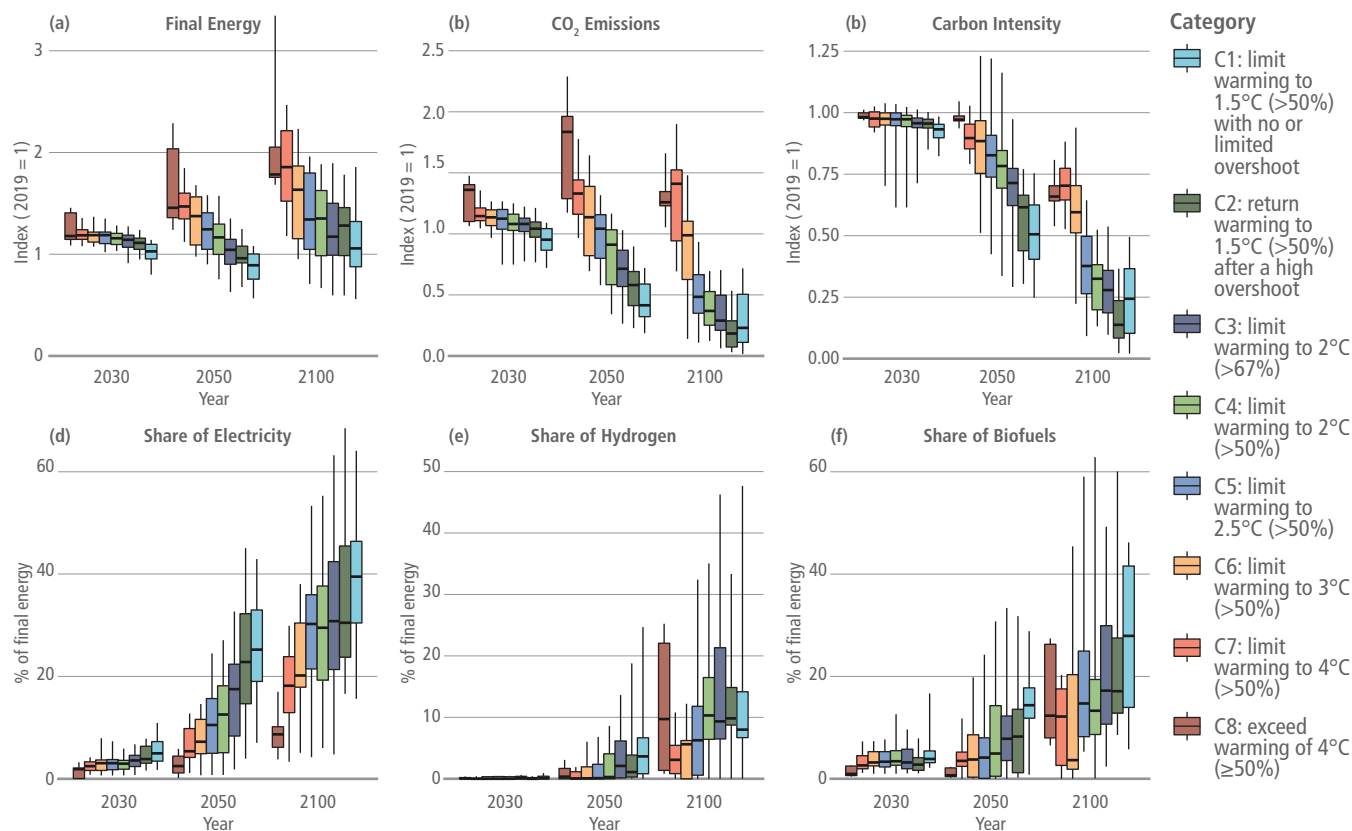 (a) Final Energy
Index ( 2019 = 1)
3
2
1
0
2030 2050 2100
Year
(b) CO2 Emissions
Index ( 2019 = 1)
2.5
2.0
1.5
1.0
0.5
0.0
2030 2050 2100
Year
(b) Carbon Intensity
Index ( 2019 = 1)
1.25
1.00
0.75
0.50
0.25
0.00
2030 2050 2100
Year
(d) Share of Electricity
% of final energy
60
40
20
0
2030 2050 2100
Year
(e) Share of Hydrogen
% of final energy
50
50
40
30
20
10
0
2030 2050 2100
Year
(f) Share of Biofuels
% of final energy
60
40
20
0
2030 2050 2100
Year
Category
C1: limit
warming to
1.5°C (>50%)
with no or
limited
overshoot
C2: return
warming to
1.5°C (>50%)
after a high
overshoot
C3: limit
warming to 2°C
(>67%)
C4: limit
warming to 2°C
(>50%)
C5: limit
warming to
2.5°C (>50%)
C6: limit
warming to 3°C
(>50%)
C7: limit
warming to 4°C
(>50%)
C8: exceed
warming of 4°C
(≥50%)